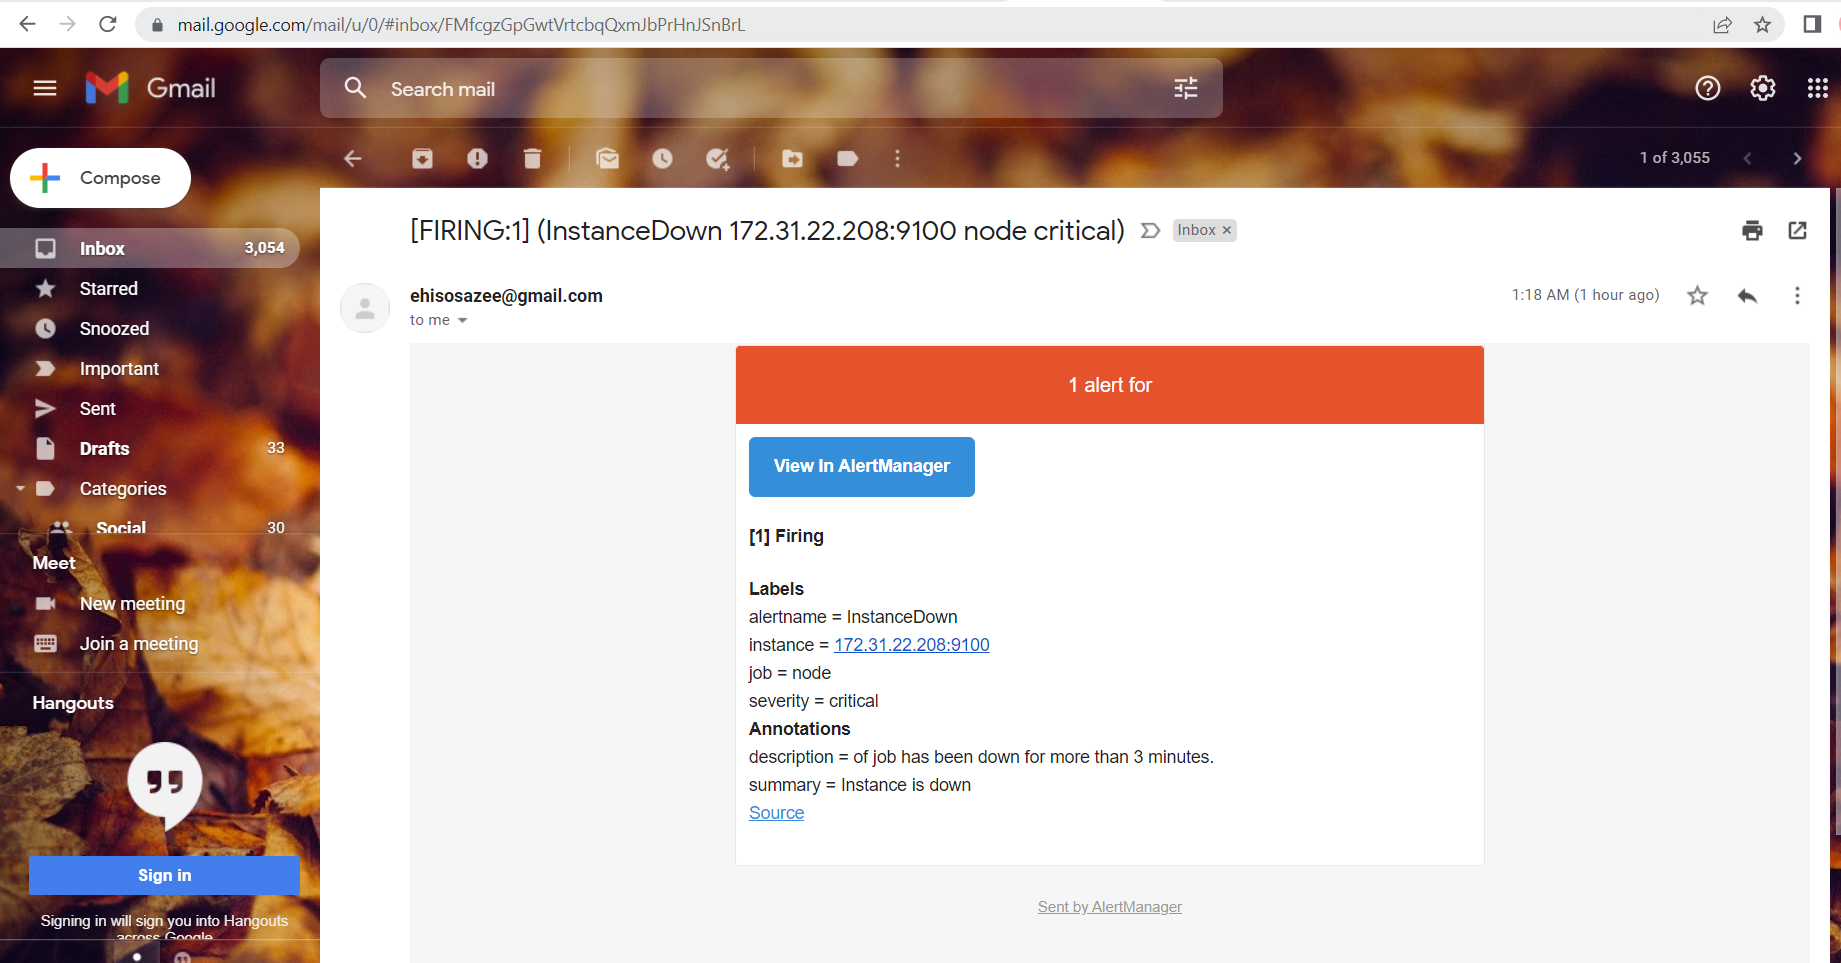 mail.google.com/mail/u/0/#inbox/FMfcgzGpGwtVrtcbqQxmJbPrHnJSnBrL
Gmail
Search mail
Compose
1 of 3,055
Inbox 3,054
Starred
Snoozed
Important
Sent
Drafts 33
Categories
Social 30
Meet
New meeting
Join a meeting
Hangouts
Sign in
Signing in will sign you into Hangouts
across Google
[FIRING:1] (InstanceDown 172.31.22.208:9100 node critical)
Inbox ×
ehisosazee@gmail.com
1:18 AM (1 hour ago)
to me
1 alert for
View In AlertManager
[1] Firing
Labels
alertname = InstanceDown
instance = 172.31.22.208:9100
job = node
severity = critical
Annotations
description = of job has been down for more than 3 minutes.
summary = Instance is down
Source
Sent by AlertManager